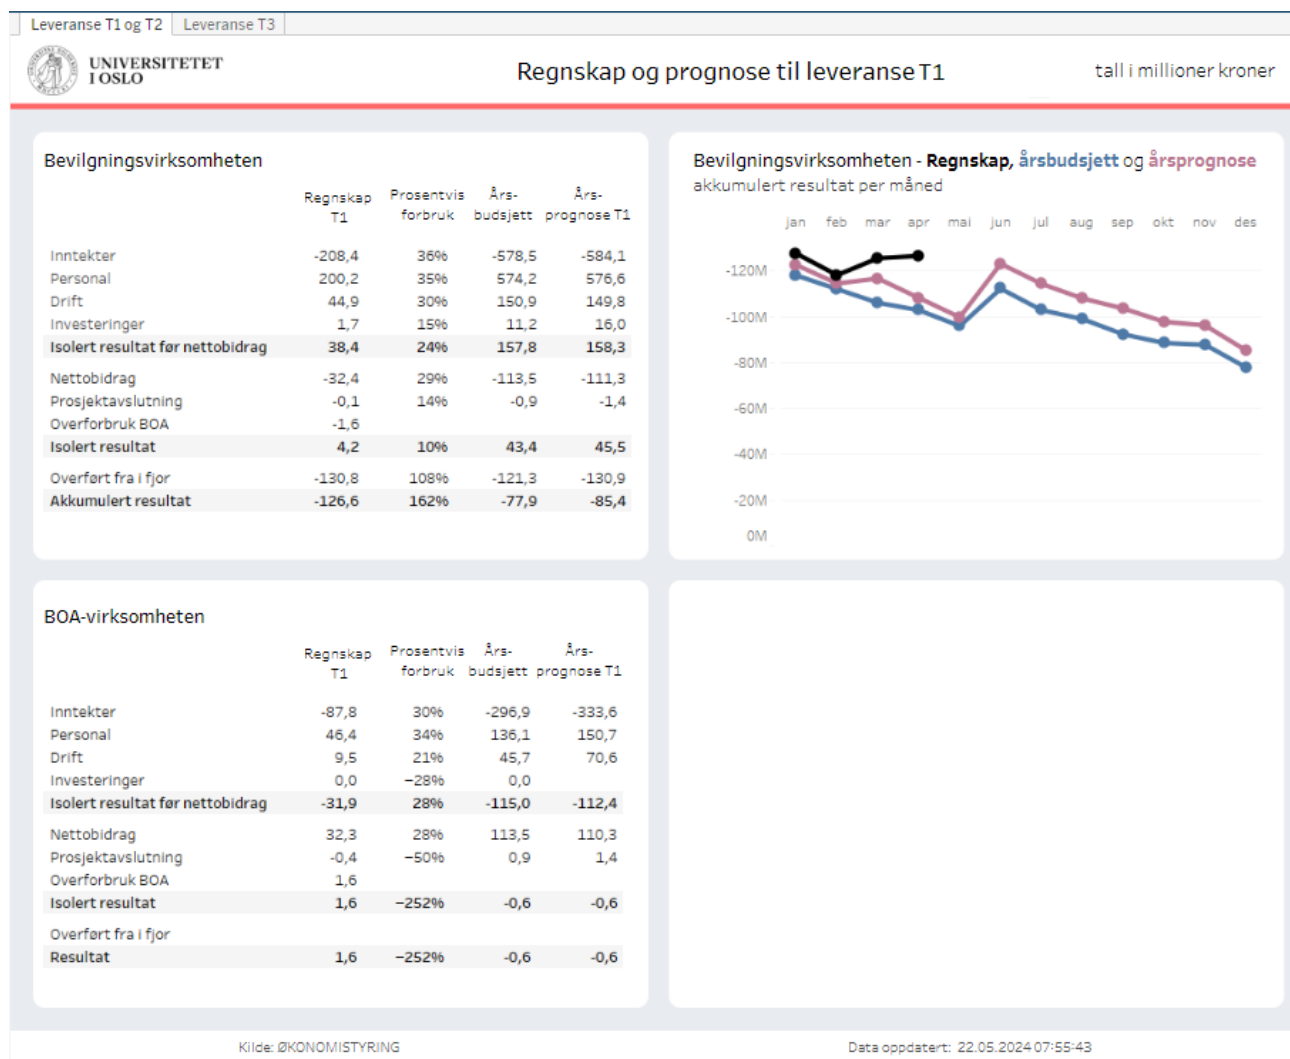 Leveranse T1 og T2 Leveranse T3
UNIVERSITETET
I OSLO
Regnskap og prognose til leveranse T1
tall i millioner kroner
Bevilgningsvirksomheten
Regnskap T1 Prosentvis forbruk Års-budsjett Års-prognose T1
Inntekter -208,4 36% -578,5 -584,1
Personal 200,2 35% 574,2 576,6
Drift 44,9 30% 150,9 149,8
Investeringer 1,7 15% 11,2 16,0
Isolert resultat før nettobidrag 38,4 24% 157,8 158,3
Nettobidrag -32,4 29% -113,5 -111,3
Prosjektavslutning -0,1 14% -0,9 -1,4
Overforbruk BOA -1,6
Isolert resultat 4,2 10% 43,4 45,5
Overført fra i fjor -130,8 108% -121,3 -130,9
Akkumulert resultat -126,6 162% -77,9 -85,4
Bevilgningsvirksomheten - Regnskap, årsbudsjett og årsprognose
akkumulert resultat per måned
jan feb mar apr mai jun jul aug sep okt nov des
-120M
-100M
-80M
-60M
-40M
-20M
0M
BOA-virksomheten
Regnskap T1 Prosentvis forbruk Års-budsjett Års-prognose T1
Inntekter -87,8 30% -296,9 -333,6
Personal 46,4 34% 136,1 150,7
Drift 9,5 21% 45,7 70,6
Investeringer 0,0 −28% 0,0
Isolert resultat før nettobidrag -31,9 28% -115,0 -112,4
Nettobidrag 32,3 28% 113,5 110,3
Prosjektavslutning -0,4 −50% 0,9 1,4
Overforbruk BOA 1,6
Isolert resultat 1,6 −252% -0,6 -0,6
Overført fra i fjor
Resultat 1,6 −252% -0,6 -0,6
Kilde: ØKONOMISTYRING
Data oppdatert: 22.05.2024 07:55:43